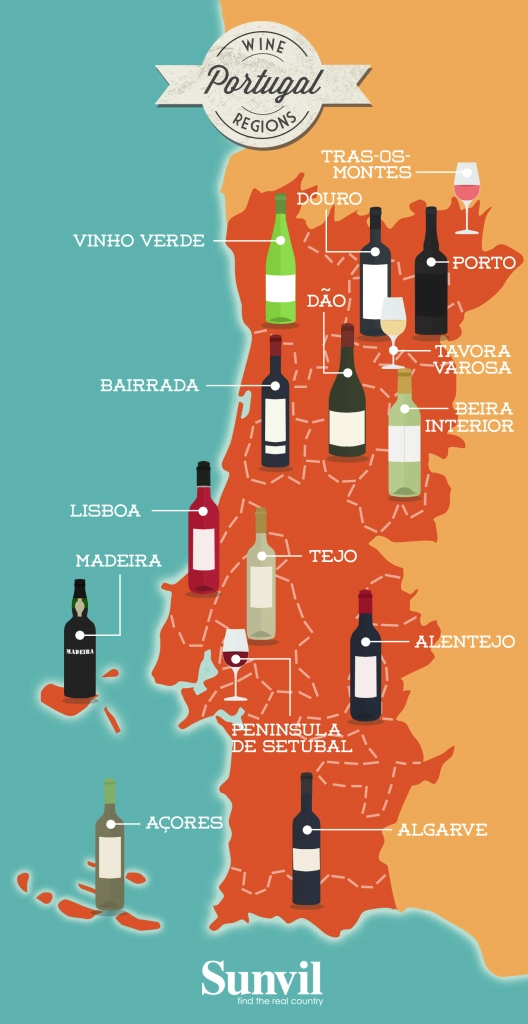 WINE
Portugal
REGIONS
TRAS-OS-
MONTES
DOURO
VINHO VERDE
PORTO
DÃO
TAVORA
VAROSA
BAIRRADA
BEIRA
INTERIOR
LISBOA
TEJO
MADEIRA
MADEIRA
ALENTEJO
PENINSULA
DE SETUBAL
AÇORES
ALGARVE
Sunvil
find the real country